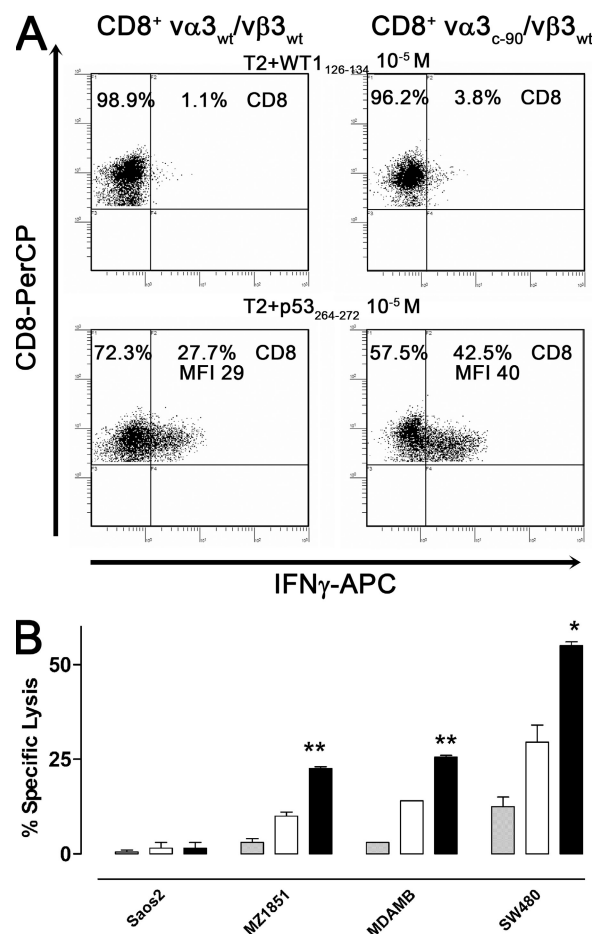 A
CD8⁺ vα3wt/vβ3wt
CD8⁺ vα3c-90/vβ3wt
T2+WT1₁₂₆₋₁₃₄ 10⁻⁵ M
98.9% 1.1% CD8
96.2% 3.8% CD8
T2+p53₂₆₄₋₂₇₂ 10⁻⁵ M
72.3% 27.7% CD8
MFI 29
57.5% 42.5% CD8
MFI 40
CD8-PerCP
IFNγ-APC
B
% Specific Lysis
50
25
0
**
**
*
Saos2
MZ1851
MDAMB
SW480